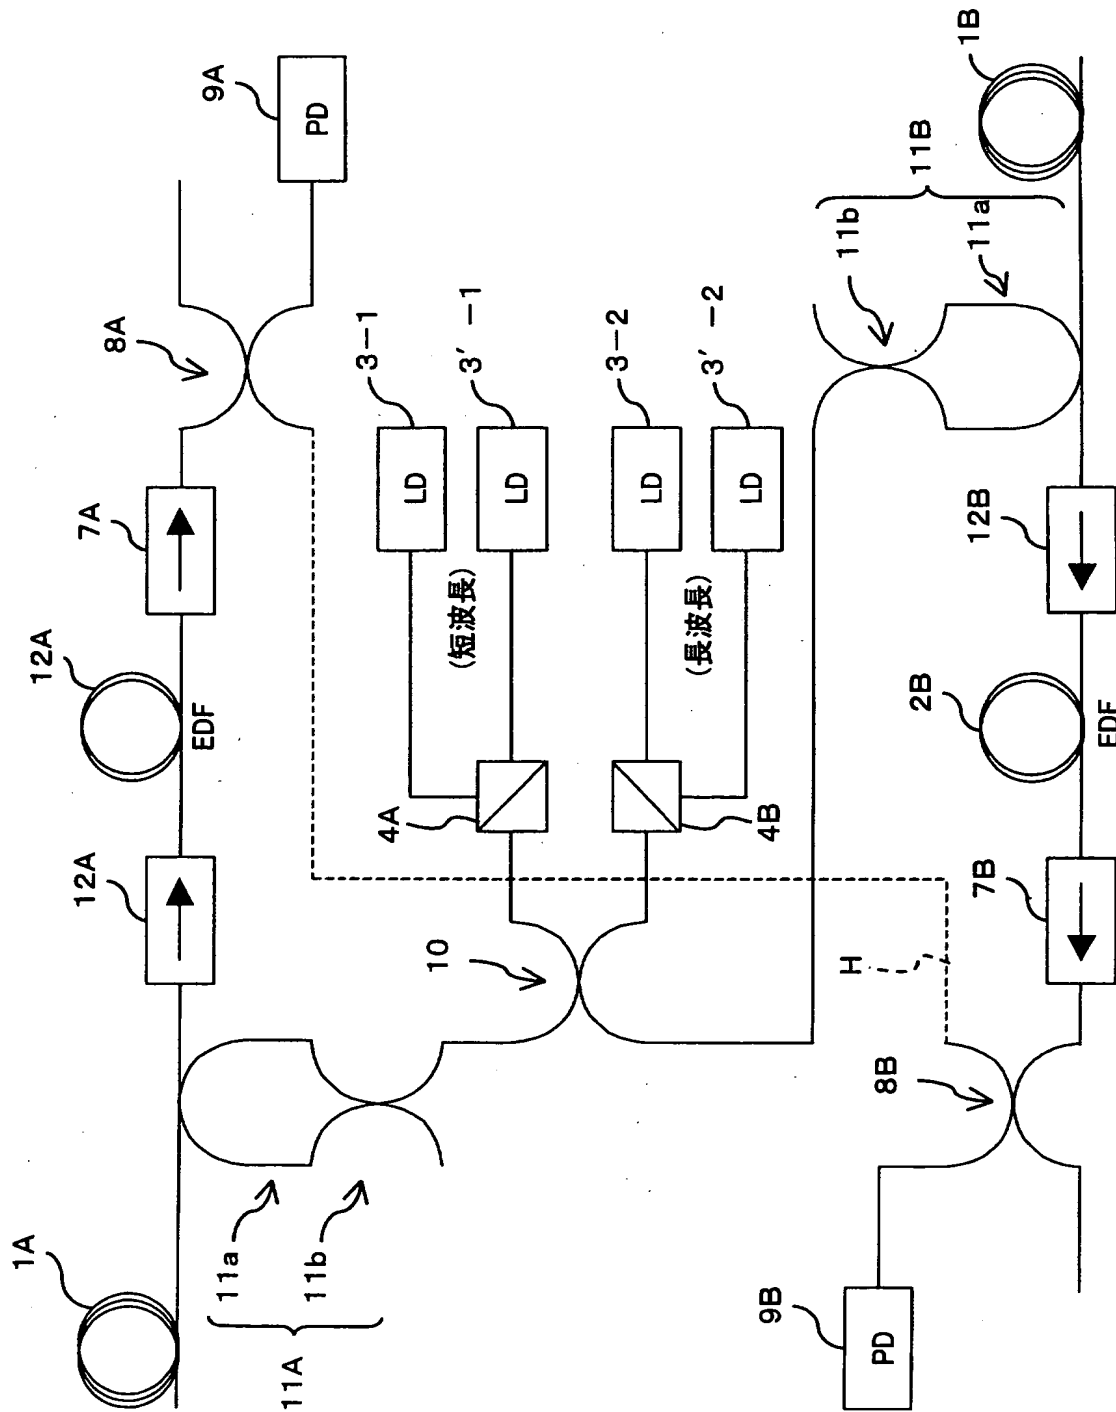 1A
12A
12A
7A
8A
EDF
9A
11a
11A
11b
PD
3-1
4A
LD
10
(短波長)
3′-1
LD
3-2
LD
(長波長)
3′-2
LD
4B
9B
H
11b
PD
8B
2B
11B
1B
7B
11a
12B
EDF